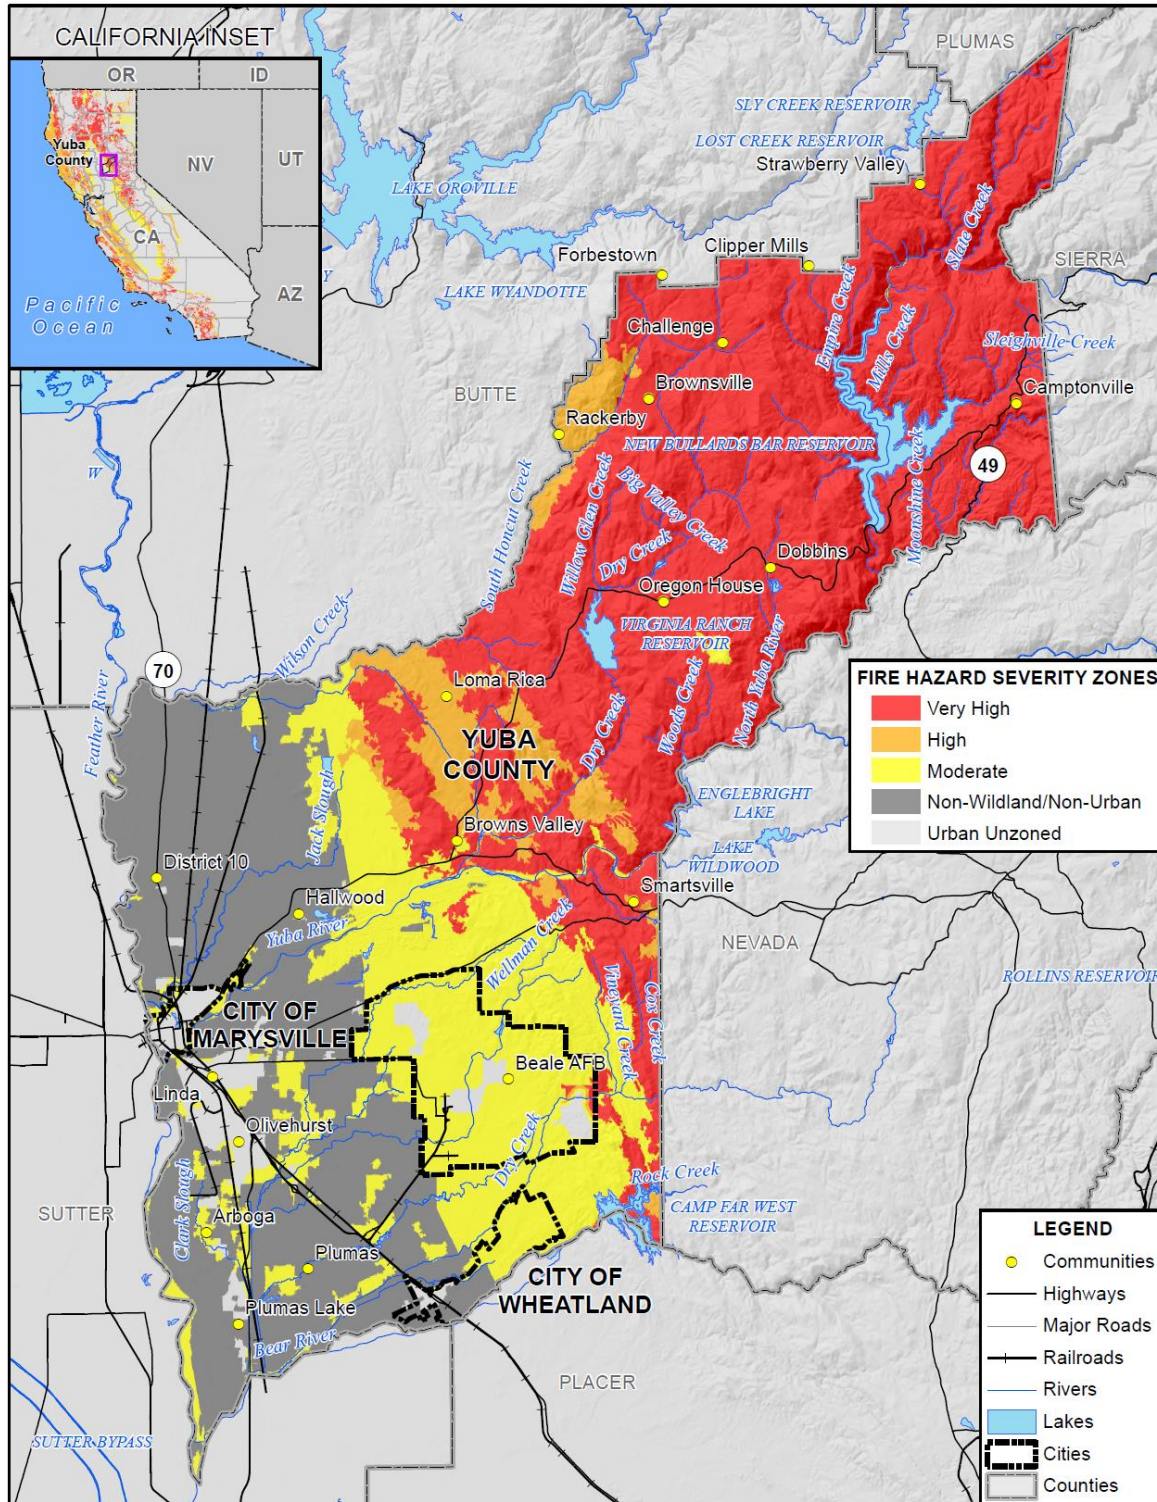 CALIFORNIA INSET
OR
ID
Yuba
County
NV
UT
CA
AZ
Pacific
Ocean
PLUMAS
SLY CREEK RESERVOIR
LOST CREEK RESERVOIR
Strawberry Valley
LAKE OROVILLE
Slate Creek
Forbestown
Clipper Mills
SIERRA
Y
LAKE WYANDOTTE
Challenge
Empire Creek
Mills Creek
Sleighville Creek
BUTTE
Brownsville
Camptonville
Rackerby
NEW BULLARDS BAR RESERVOIR
49
W
South Honcut Creek
Willow Glen Creek
Big Valley Creek
Moonshine Creek
Dry Creek
Dobbins
Oregon House
VIRGINIA RANCH
RESERVOIR
Wilson Creek
70
Feather River
Loma Rica
Dry Creek
Woods Creek
North Yuba River
FIRE HAZARD SEVERITY ZONES
Very High
High
Moderate
Non-Wildland/Non-Urban
Urban Unzoned
YUBA
COUNTY
Jack Slough
ENGLEBRIGHT
LAKE
Browns Valley
LAKE
WILDWOOD
District 10
Hallwood
Smartsville
Yuba River
Wellman Creek
NEVADA
ROLLINS RESERVOIR
CITY OF
MARYSVILLE
Vineyard Creek
Cox Creek
Beale AFB
Linda
Olivehurst
Dry Creek
Clark Slough
Rock Creek
SUTTER
Arboga
CAMP FAR WEST
RESERVOIR
Plumas
CITY OF
WHEATLAND
Plumas Lake
Bear River
PLACER
SUTTER BYPASS
LEGEND
Communities
Highways
Major Roads
Railroads
Rivers
Lakes
Cities
Counties